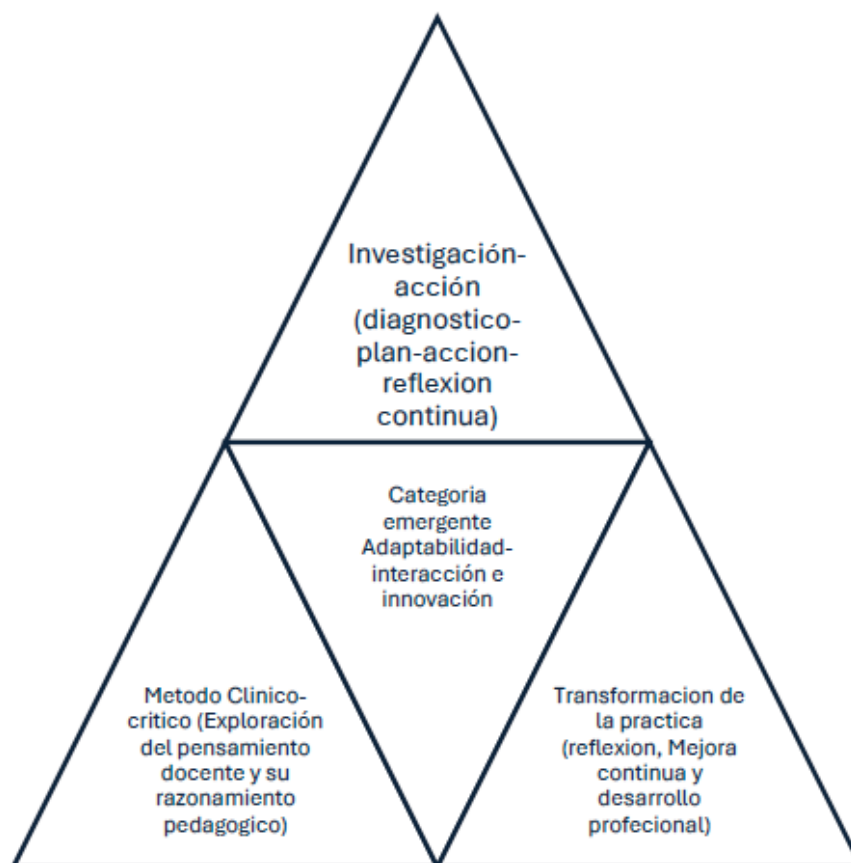 Investigación-
acción
(diagnostico-
plan-accion-
reflexion
continua)
Categoria
emergente
Adaptabilidad-
interacción e
innovación
Metodo Clinico-
critico (Exploración
del pensamiento
docente y su
razonamiento
pedagogico)
Transformacion de
la practica
(reflexion, Mejora
continua y
desarrollo
profecional)